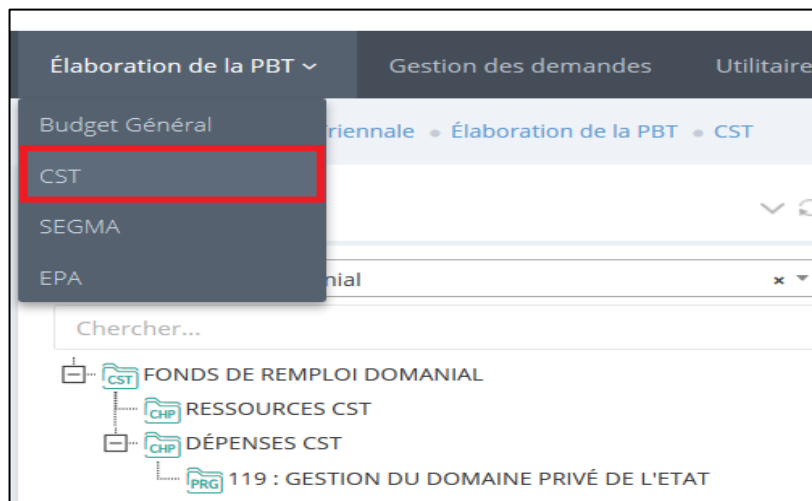 Élaboration de la PBT Gestion des demandes Utilitaire
Budget Général
riennale • Élaboration de la PBT • CST
CST
SEGMA
EPA
nial × 
Chercher...
CST FONDS DE REMPLOI DOMANIAL
CHP RESSOURCES CST
CHP DÉPENSES CST
PRG 119 : GESTION DU DOMAINE PRIVÉ DE L'ETAT